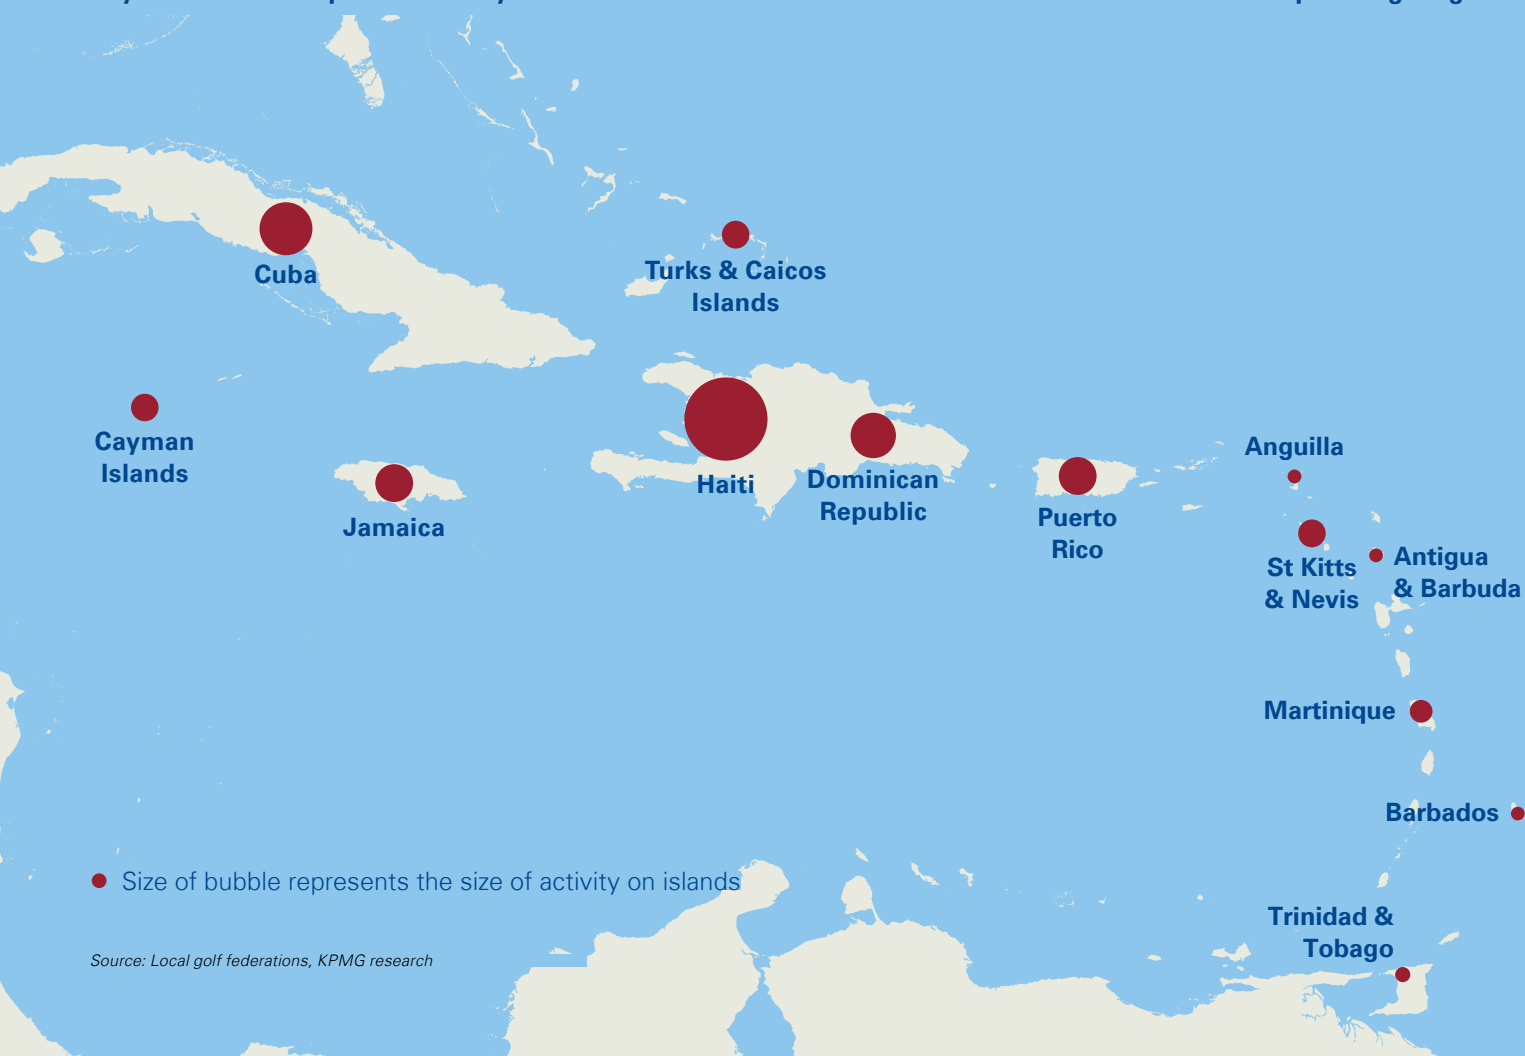 Cuba
Turks & Caicos
Islands
Cayman
Islands
Jamaica
Haiti
Dominican
Republic
Puerto
Rico
Anguilla
St Kitts
& Nevis
Antigua
& Barbuda
Martinique
Barbados
Size of bubble represents the size of activity on islands
Trinidad &
Tobago
Source: Local golf federations, KPMG research